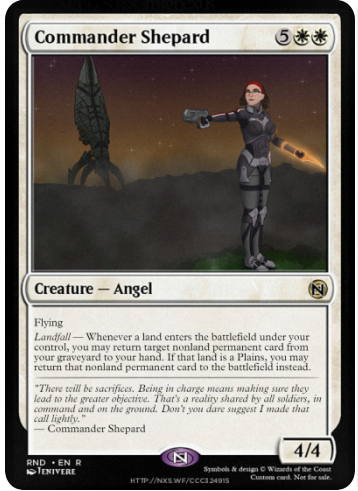 Commander Shepard 5
Creature — Angel
Flying
Landfall — Whenever a land enters the battlefield under your
control, you may return target nonland permanent card from
your graveyard to your hand. If that land is a Plains, you may
return that nonland permanent card to the battlefield instead.
"There will be sacrifices. Being in charge means making sure they
lead to the greater objective. That's a reality shared by all soldiers, in
command and on the ground. Don't you dare suggest I made that
call lightly."
— Commander Shepard
4/4
RND • EN R
Tenivere
HTTP://NXS.WF/CCC324915
Symbols & design © Wizards of the Coast
Custom card. Not for sale.